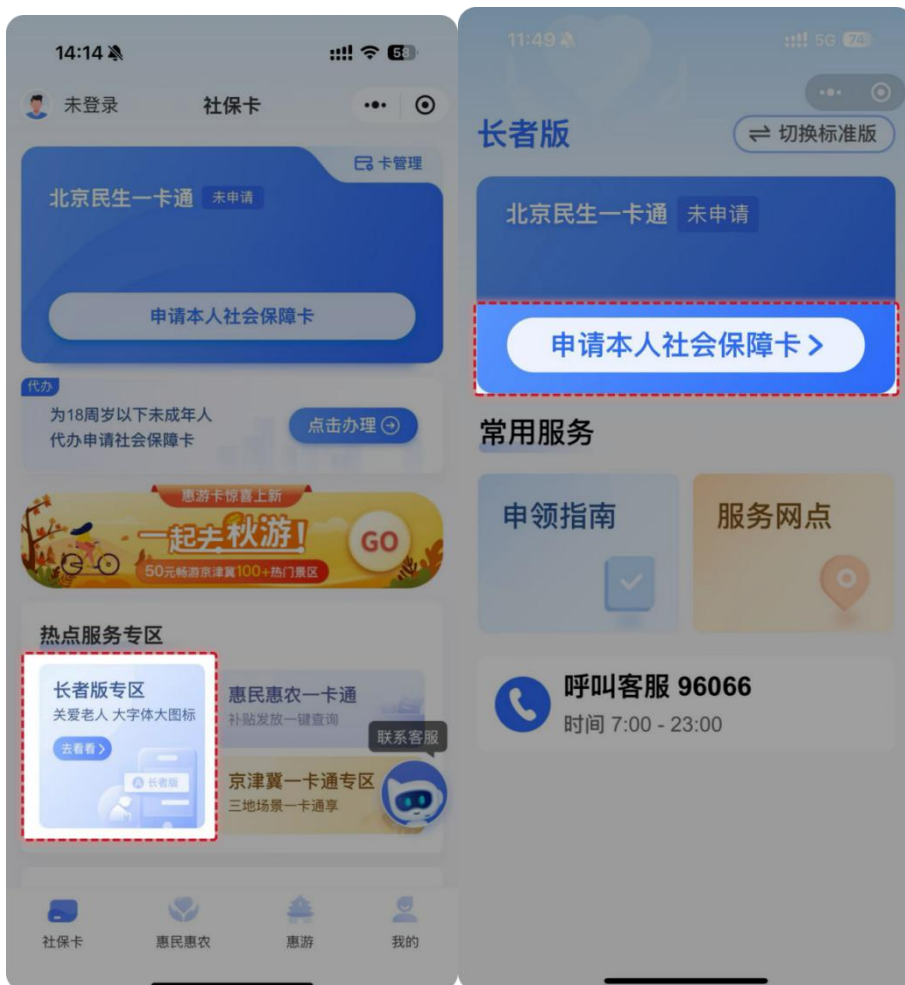 14:14
58
未登录
社保卡
卡管理
北京民生一卡通 未申请
申请本人社会保障卡
代办
为18周岁以下未成年人
代办申请社会保障卡
点击办理
惠游卡惊喜上新
一起去秋游!
50元畅游京津冀100+热门景区
GO
热点服务专区
长者版专区
关爱老人 大字体大图标
去看看>
长者版
惠民惠农一卡通
补贴发放一键查询
联系客服
京津冀一卡通专区
三地场景一卡通享
社保卡
惠民惠农
惠游
我的
11:49
5G 74
长者版
切换标准版
北京民生一卡通 未申请
申请本人社会保障卡>
常用服务
申领指南
服务网点
呼叫客服 96066
时间 7:00 - 23:00